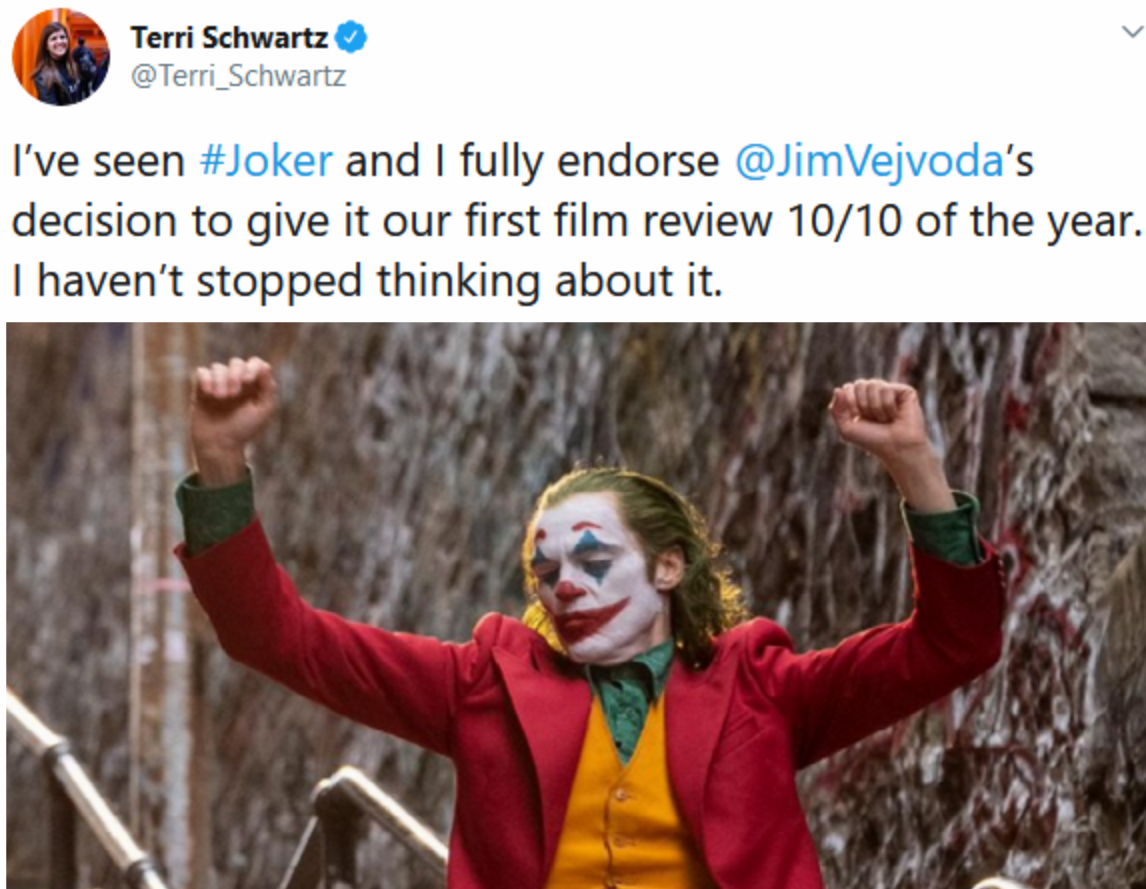 Terri Schwartz
@Terri_Schwartz
I've seen #Joker and I fully endorse @JimVejvoda's
decision to give it our first film review 10/10 of the year.
I haven't stopped thinking about it.